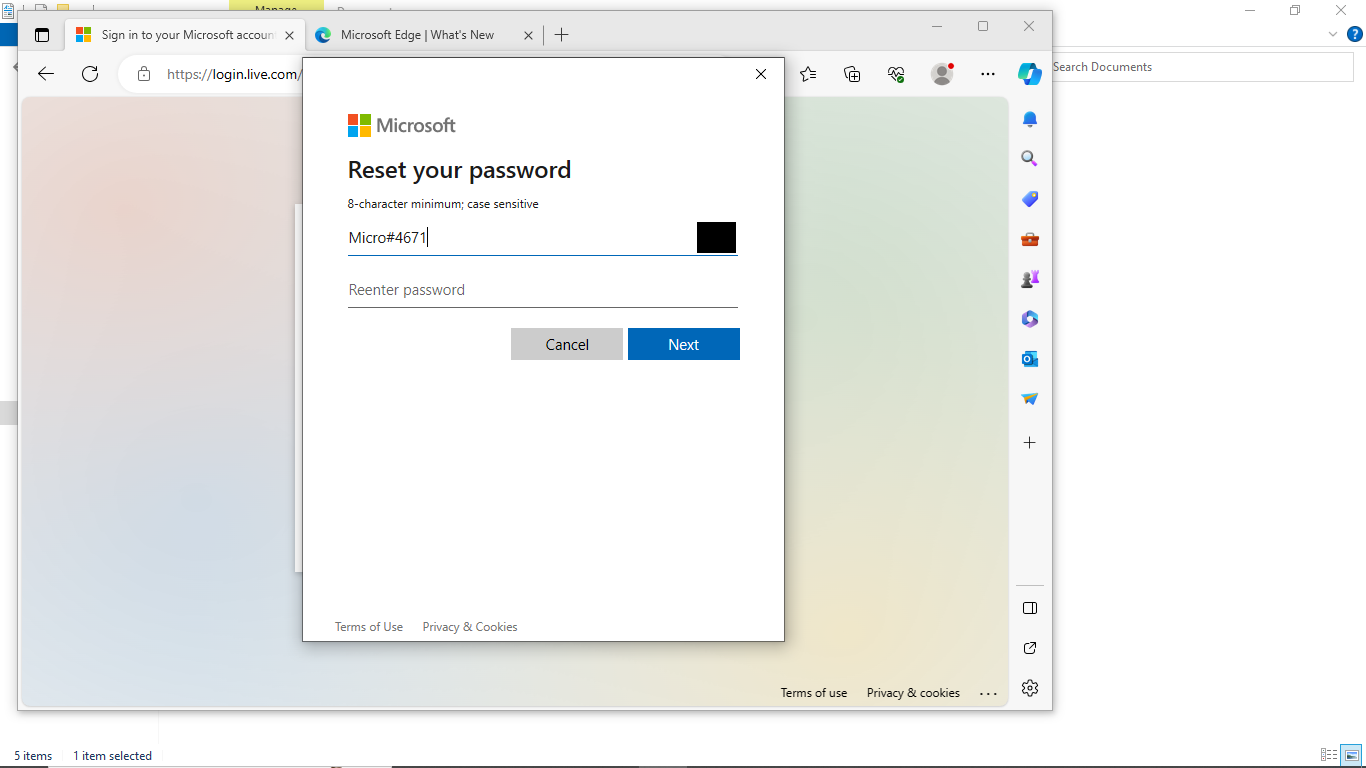 Sign in to your Microsoft accoun
Microsoft Edge | What's New
https://login.live.com/
Search Documents
Microsoft
Reset your password
8-character minimum; case sensitive
Micro#4671
Reenter password
Cancel
Next
Terms of Use
Privacy & Cookies
Terms of use
Privacy & cookies
5 items
1 item selected